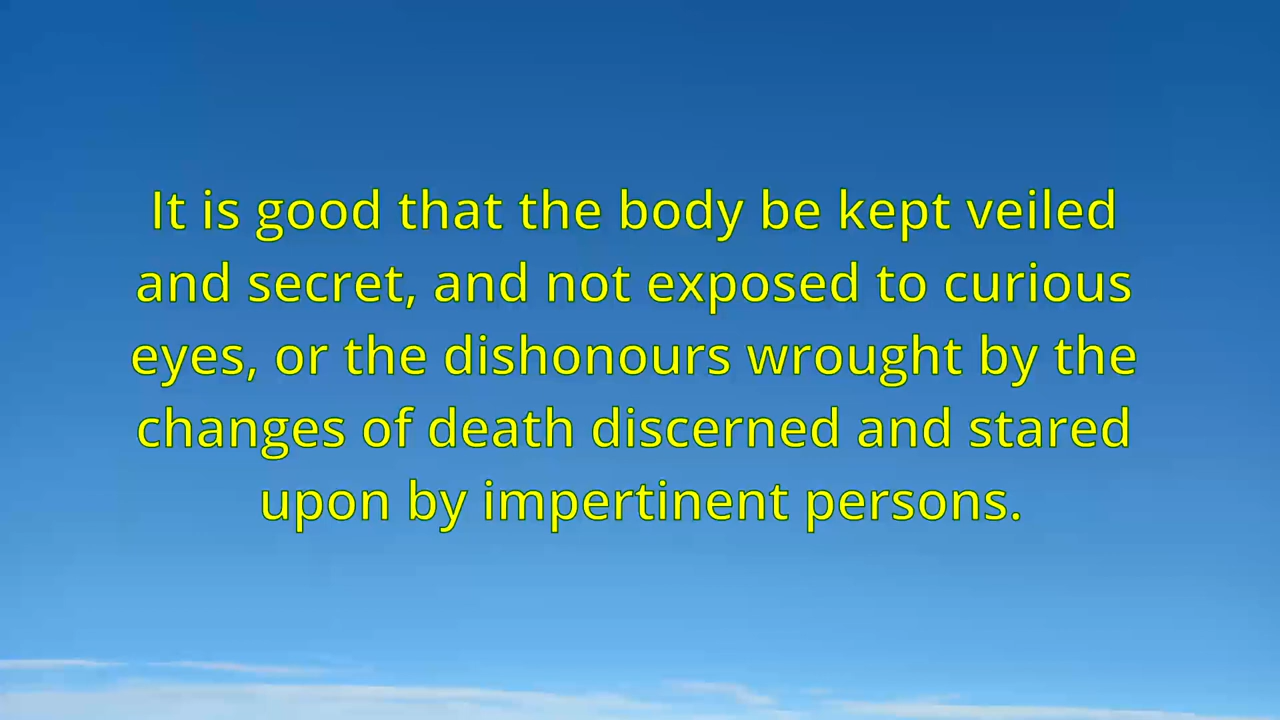 It is good that the body be kept veiled
and secret, and not exposed to curious
eyes, or the dishonours wrought by the
changes of death discerned and stared
upon by impertinent persons.